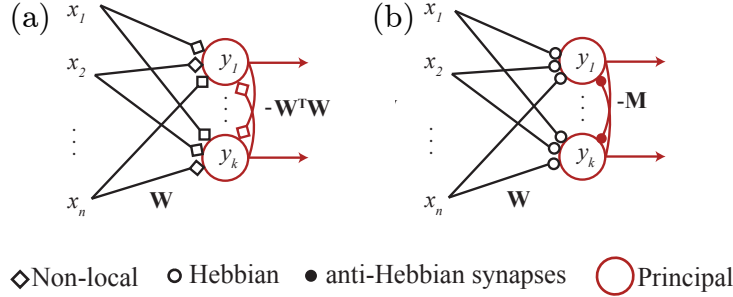 (a)
x1
x2
⋮
xn
W
y1
⋮
yk
-WᵀW
(b)
x1
x2
⋮
xn
W
y1
⋮
yk
-M
Non-local
Hebbian
anti-Hebbian synapses
Principal